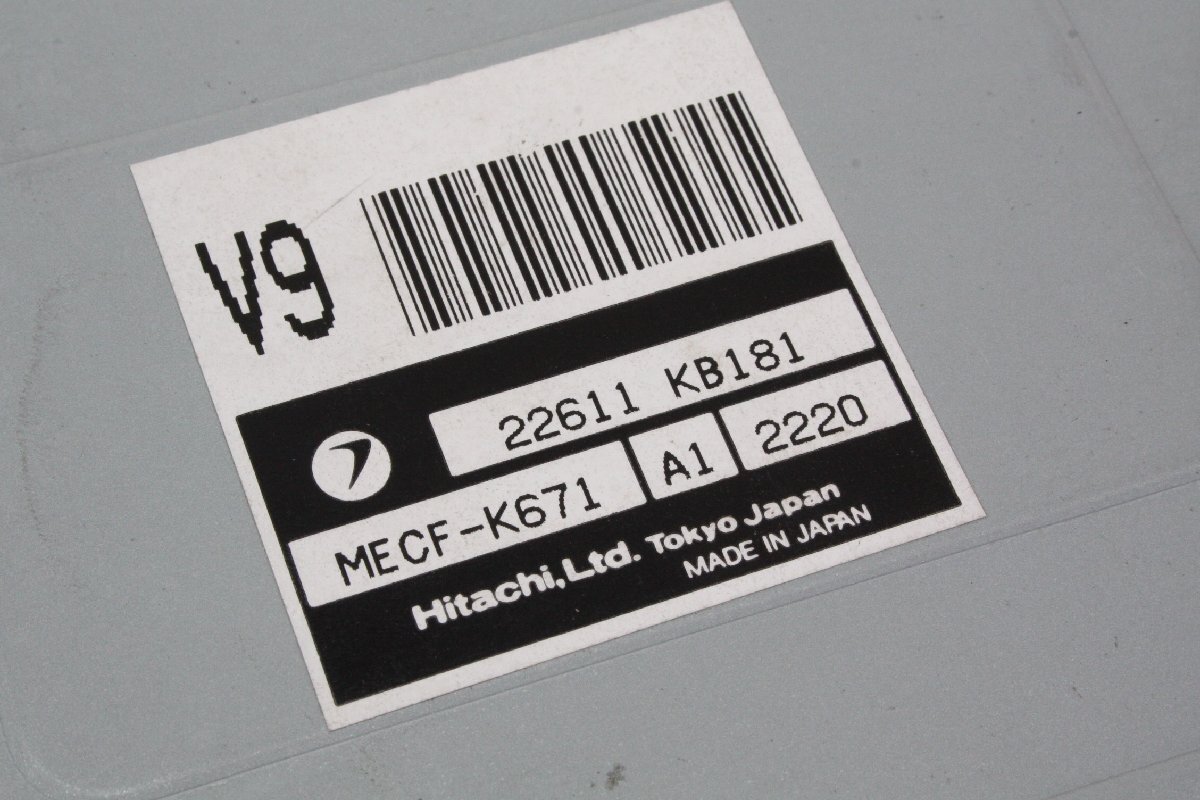 V9
22611 KB181
MECF-K671 A1 2220
Hitachi,Ltd. Tokyo Japan
MADE IN JAPAN